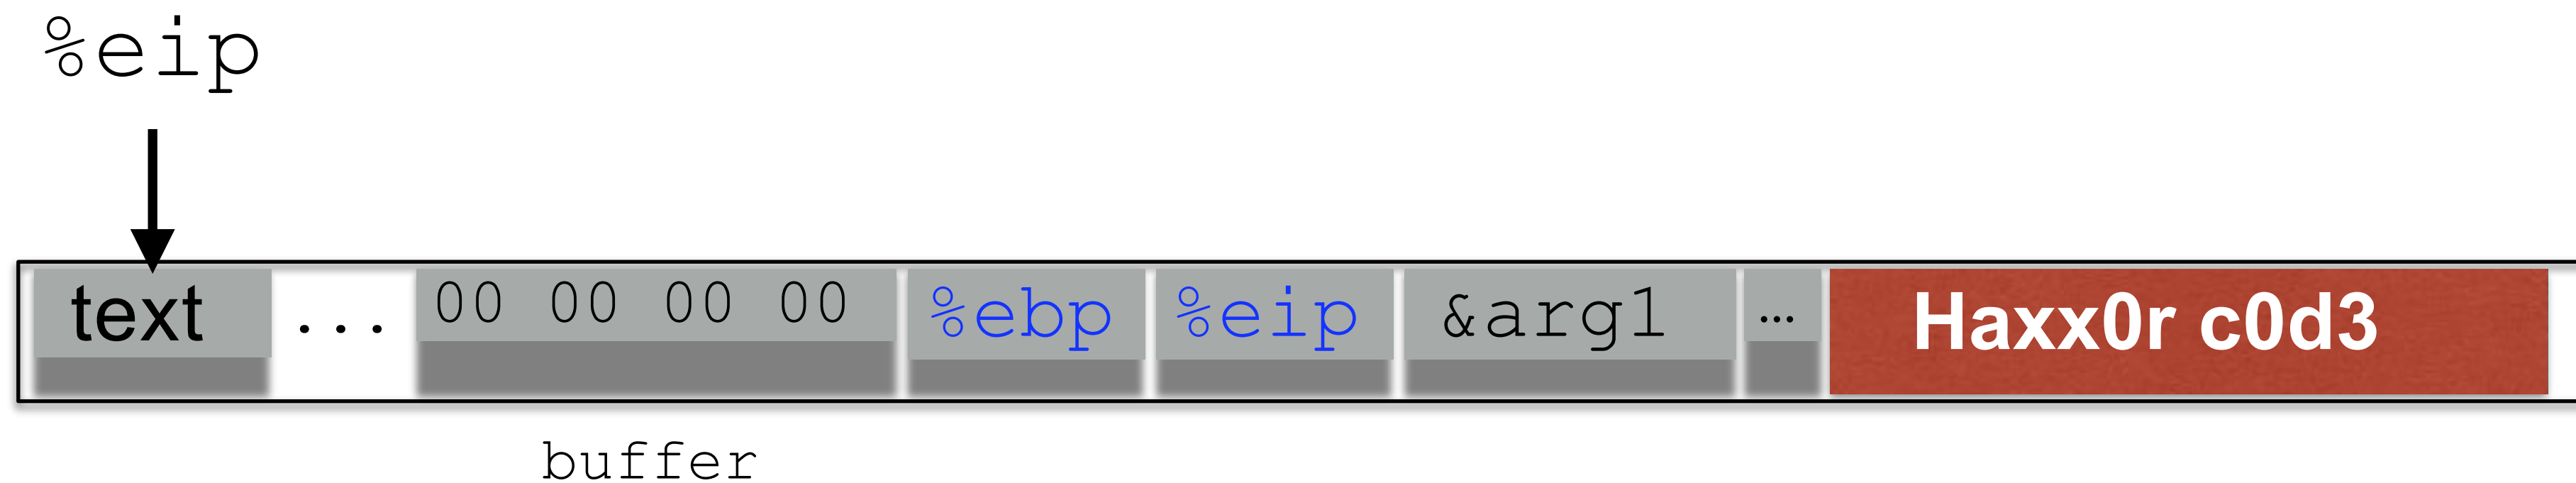 %eip
text ... 00 00 00 00 %ebp %eip &arg1 ... Haxx0r c0d3
buffer